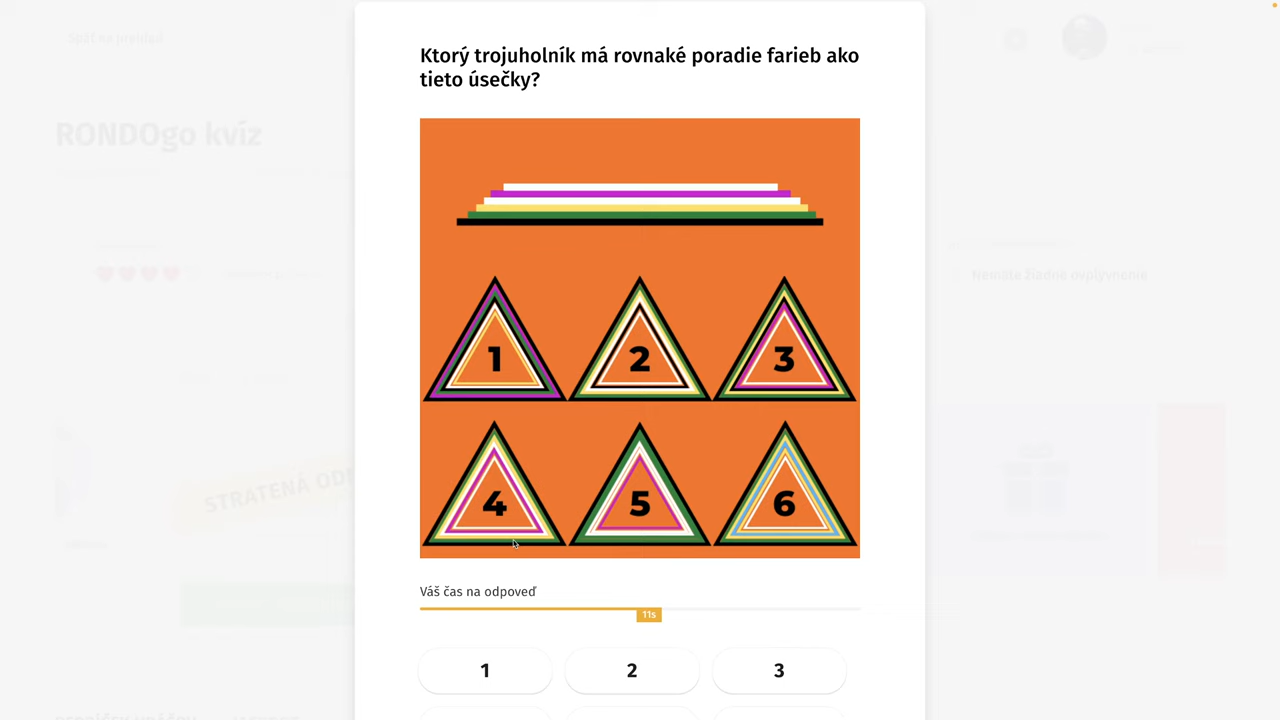 Späť na prehľad
Ktorý trojuholník má rovnaké poradie farieb ako
tieto úsečky?
RONDOgo kvíz
Nemáte žiadne ovplyvnenie
1
2
3
STRATENÁ OD
4
5
6
Váš čas na odpoveď
11s
1
2
3